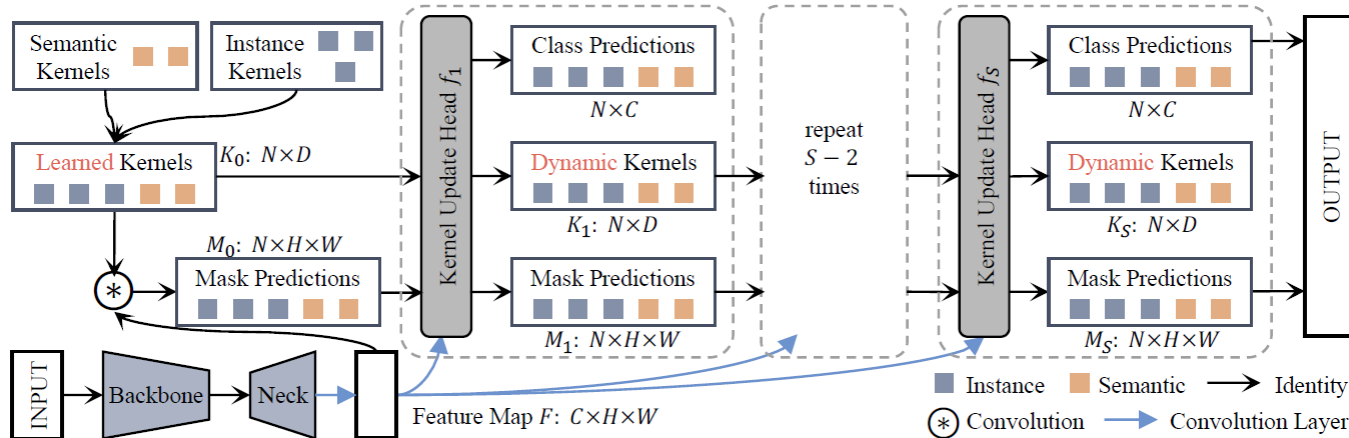 Semantic
Kernels
Instance
Kernels
Learned Kernels
K₀: N×D
M₀: N×H×W
Mask Predictions
*
INPUT
Backbone
Neck
Feature Map F: C×H×W
Kernel Update Head f₁
Class Predictions
N×C
Dynamic Kernels
K₁: N×D
Mask Predictions
M₁: N×H×W
repeat
S − 2
times
Kernel Update Head f_S
Class Predictions
N×C
Dynamic Kernels
K_S: N×D
Mask Predictions
M_S: N×H×W
OUTPUT
Instance
Semantic
Identity
* Convolution
Convolution Layer